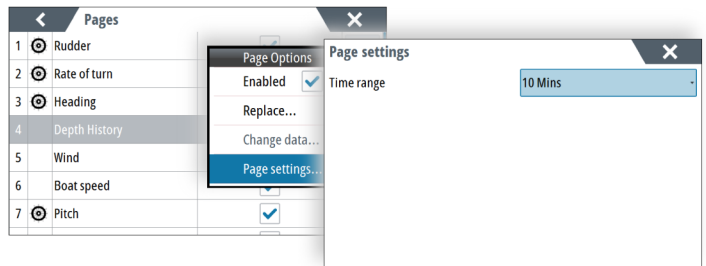 Pages
1 Rudder
2 Rate of turn
3 Heading
4 Depth History
5 Wind
6 Boat speed
7 Pitch
Page Options
Enabled
Replace...
Change data...
Page settings...
Page settings
Time range 10 Mins